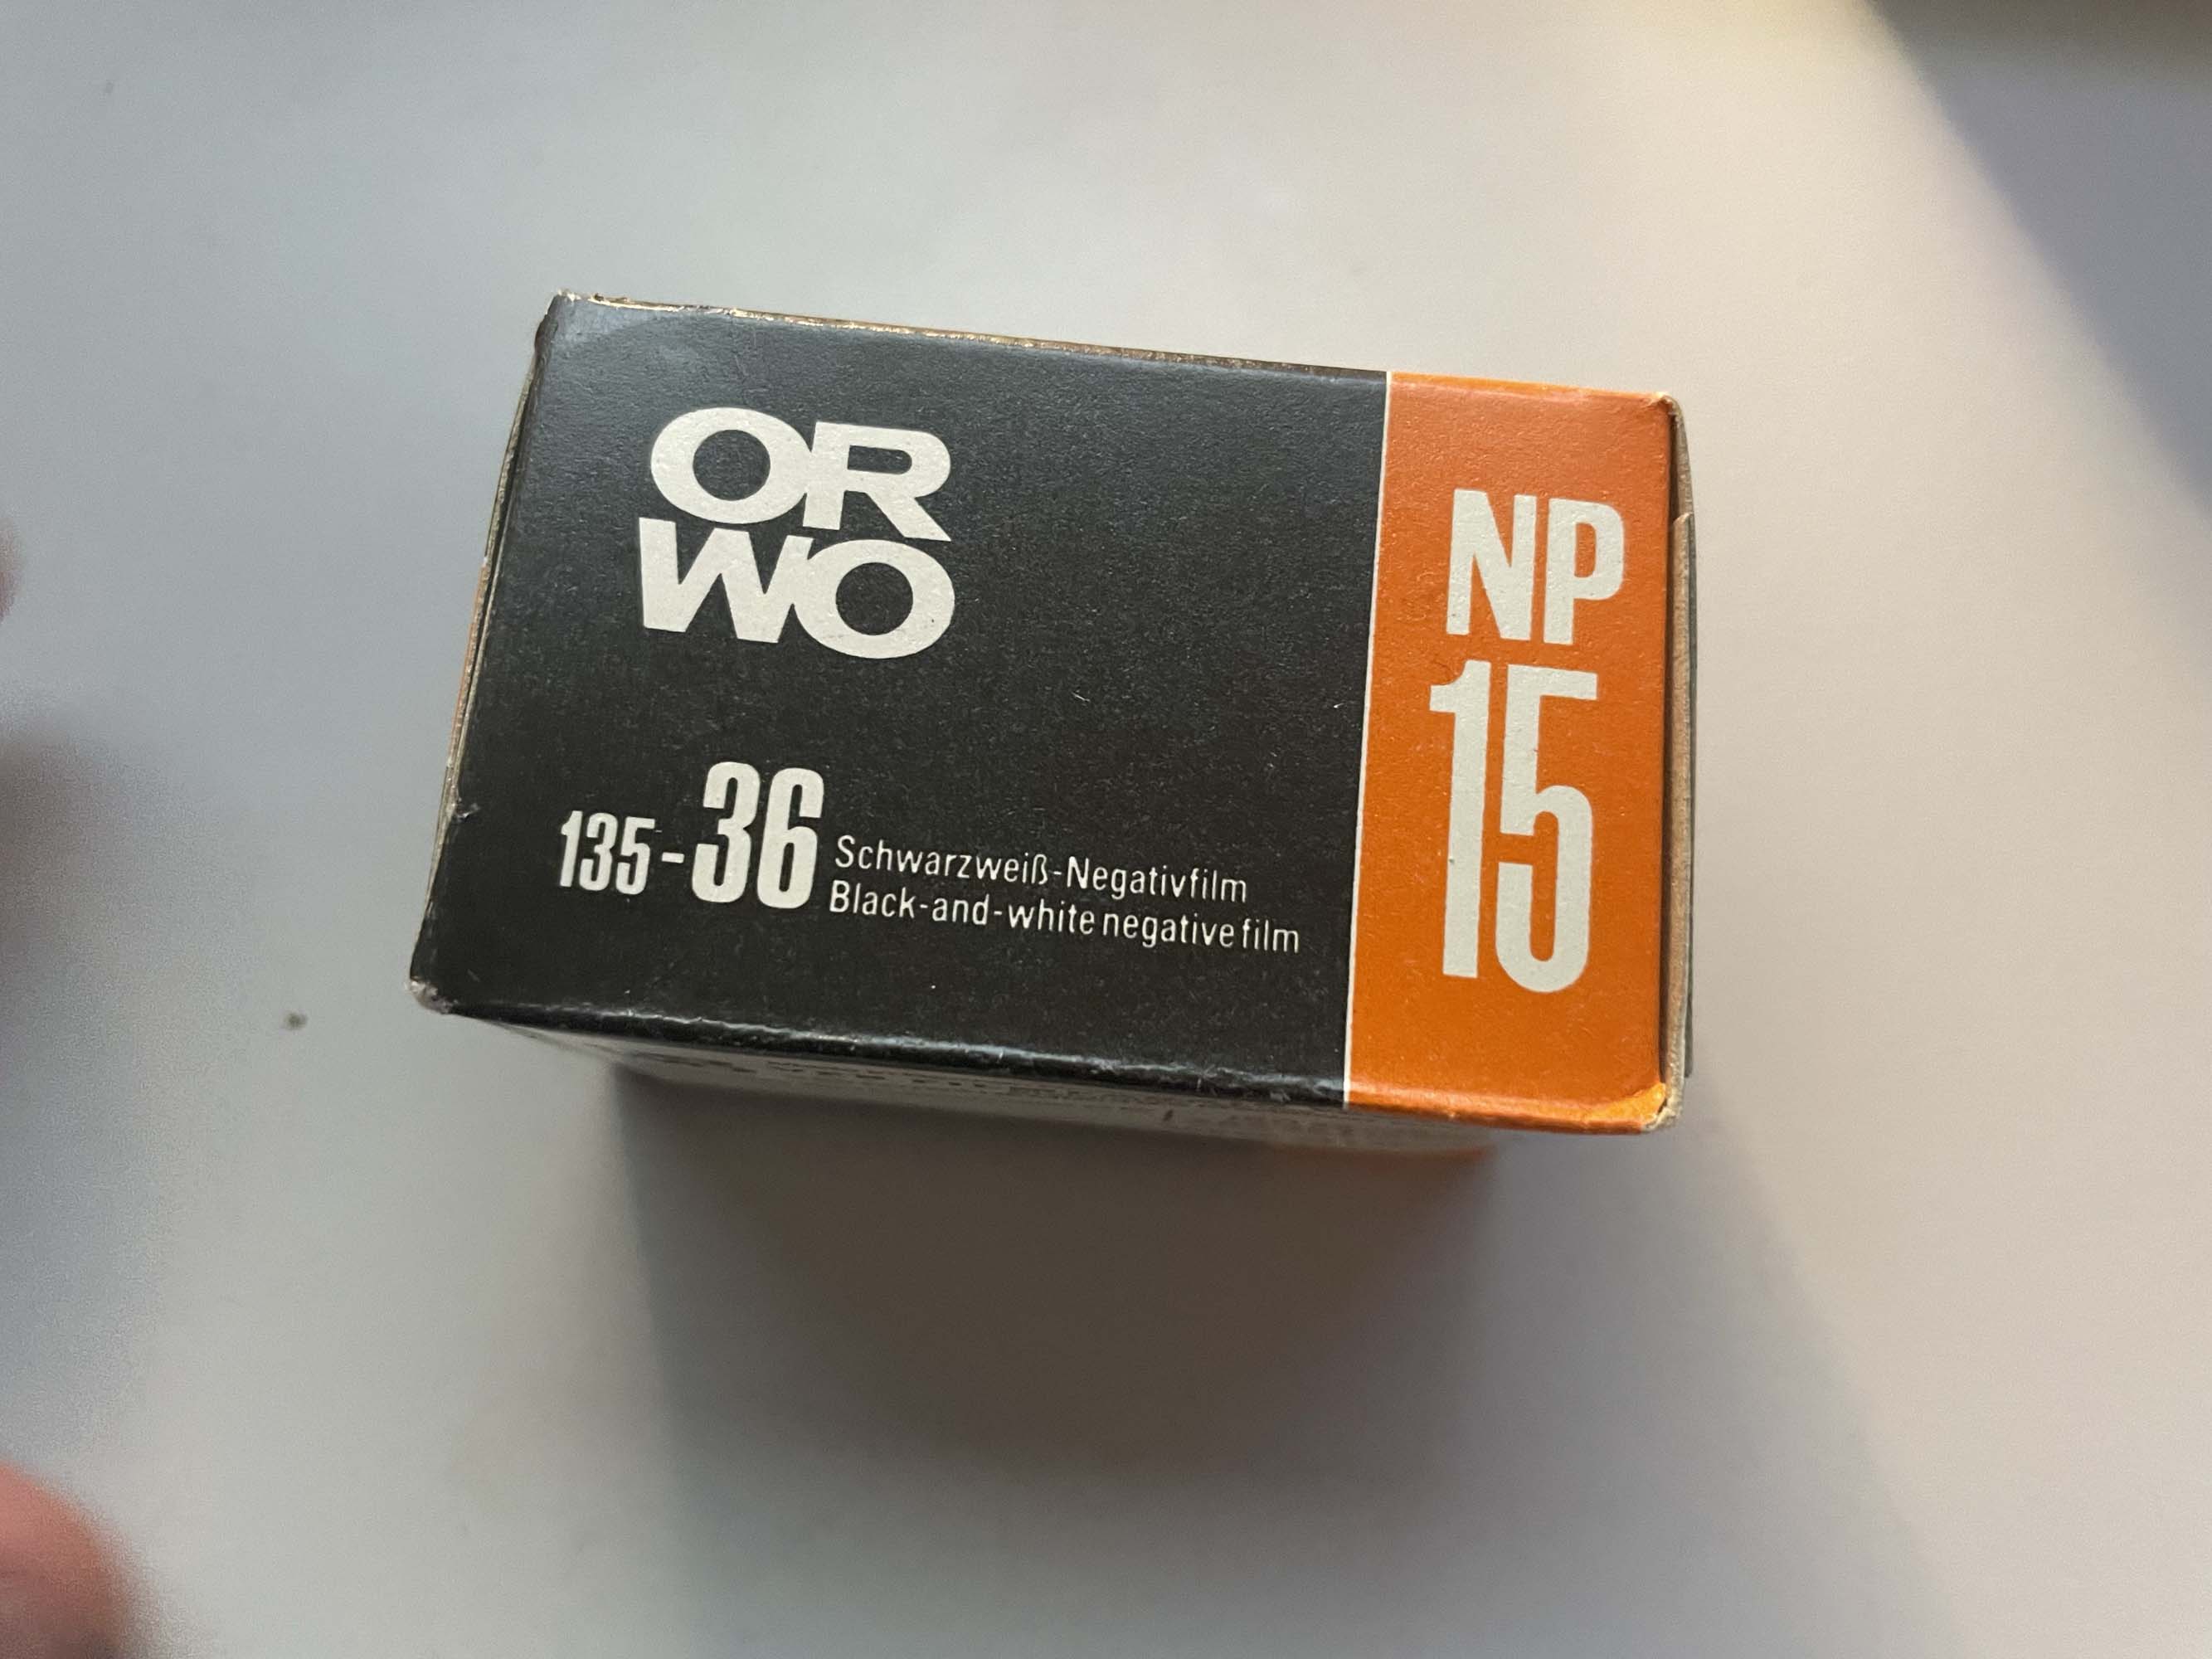 OR
WO
135-36 Schwarzweiß-Negativfilm
Black-and-white negative film
NP
15